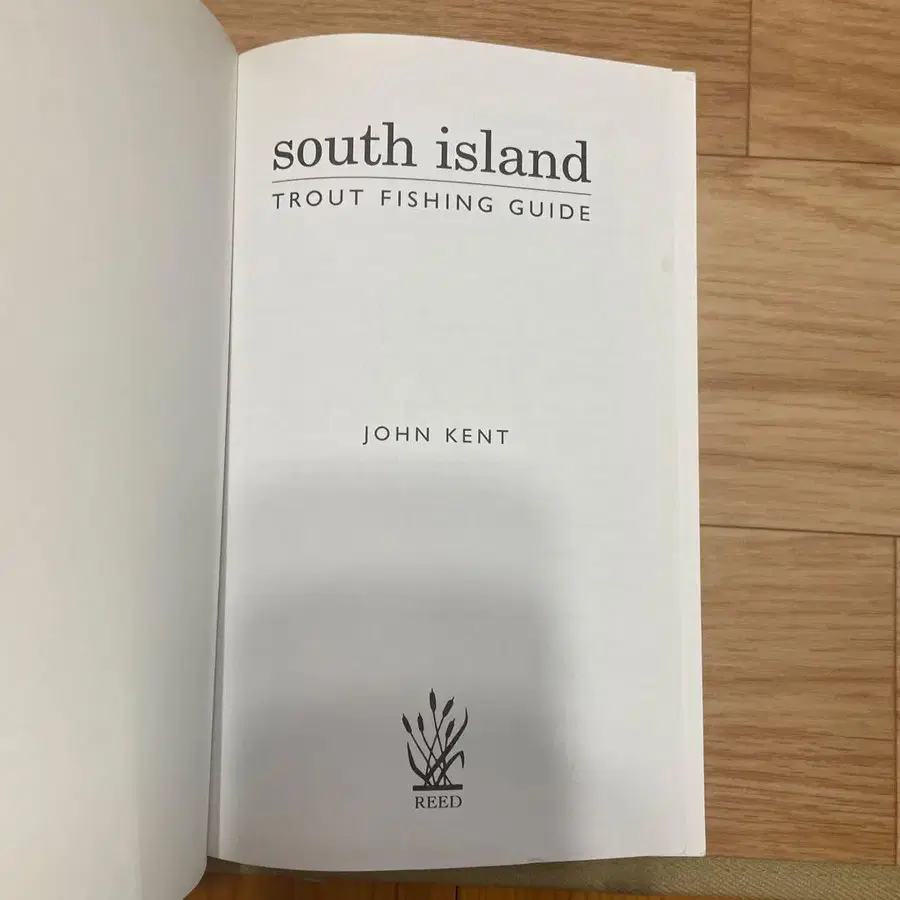 south island
TROUT FISHING GUIDE
JOHN KENT
REED